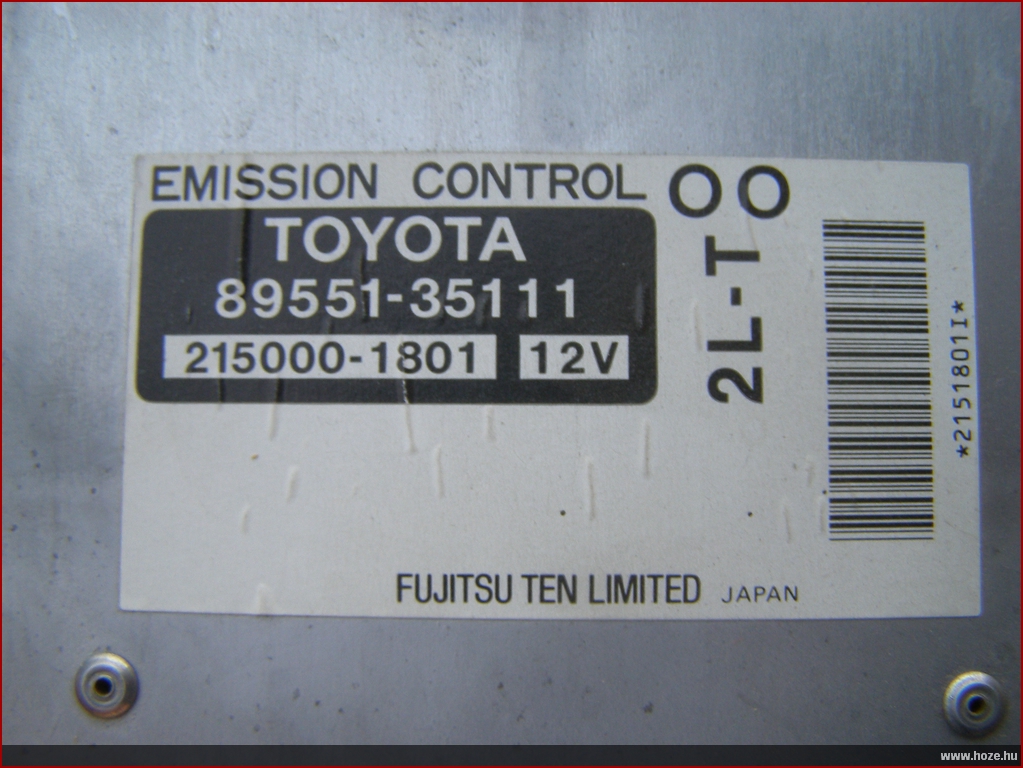 EMISSION CONTROL
TOYOTA
89551-35111
215000-1801 12V
OO
2L-T
*2151801I*
FUJITSU TEN LIMITED JAPAN
www.hoze.hu